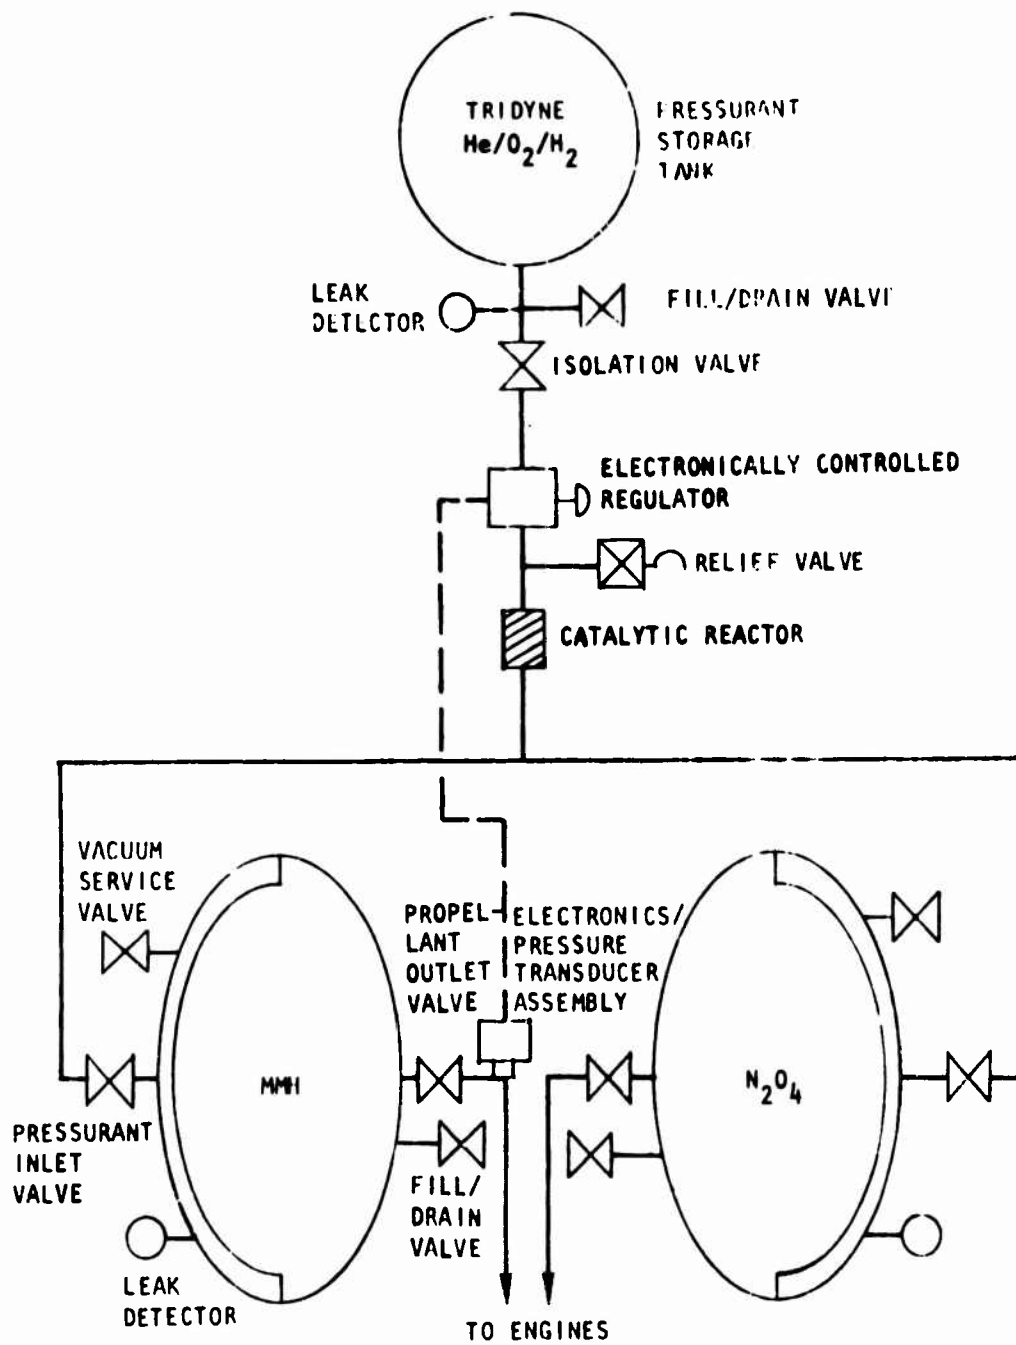 TRIDYNE
He/O2/H2
PRESSURANT
STORAGE
TANK
LEAK
DETECTOR
FILL/DRAIN VALVE
ISOLATION VALVE
ELECTRONICALLY CONTROLLED
REGULATOR
RELIEF VALVE
CATALYTIC REACTOR
VACUUM
SERVICE
VALVE
PROPEL-
LANT
OUTLET
VALVE
ELECTRONICS/
PRESSURE
TRANSDUCER
ASSEMBLY
MMH
N2O4
PRESSURANT
INLET
VALVE
FILL/
DRAIN
VALVE
LEAK
DETECTOR
TO ENGINES